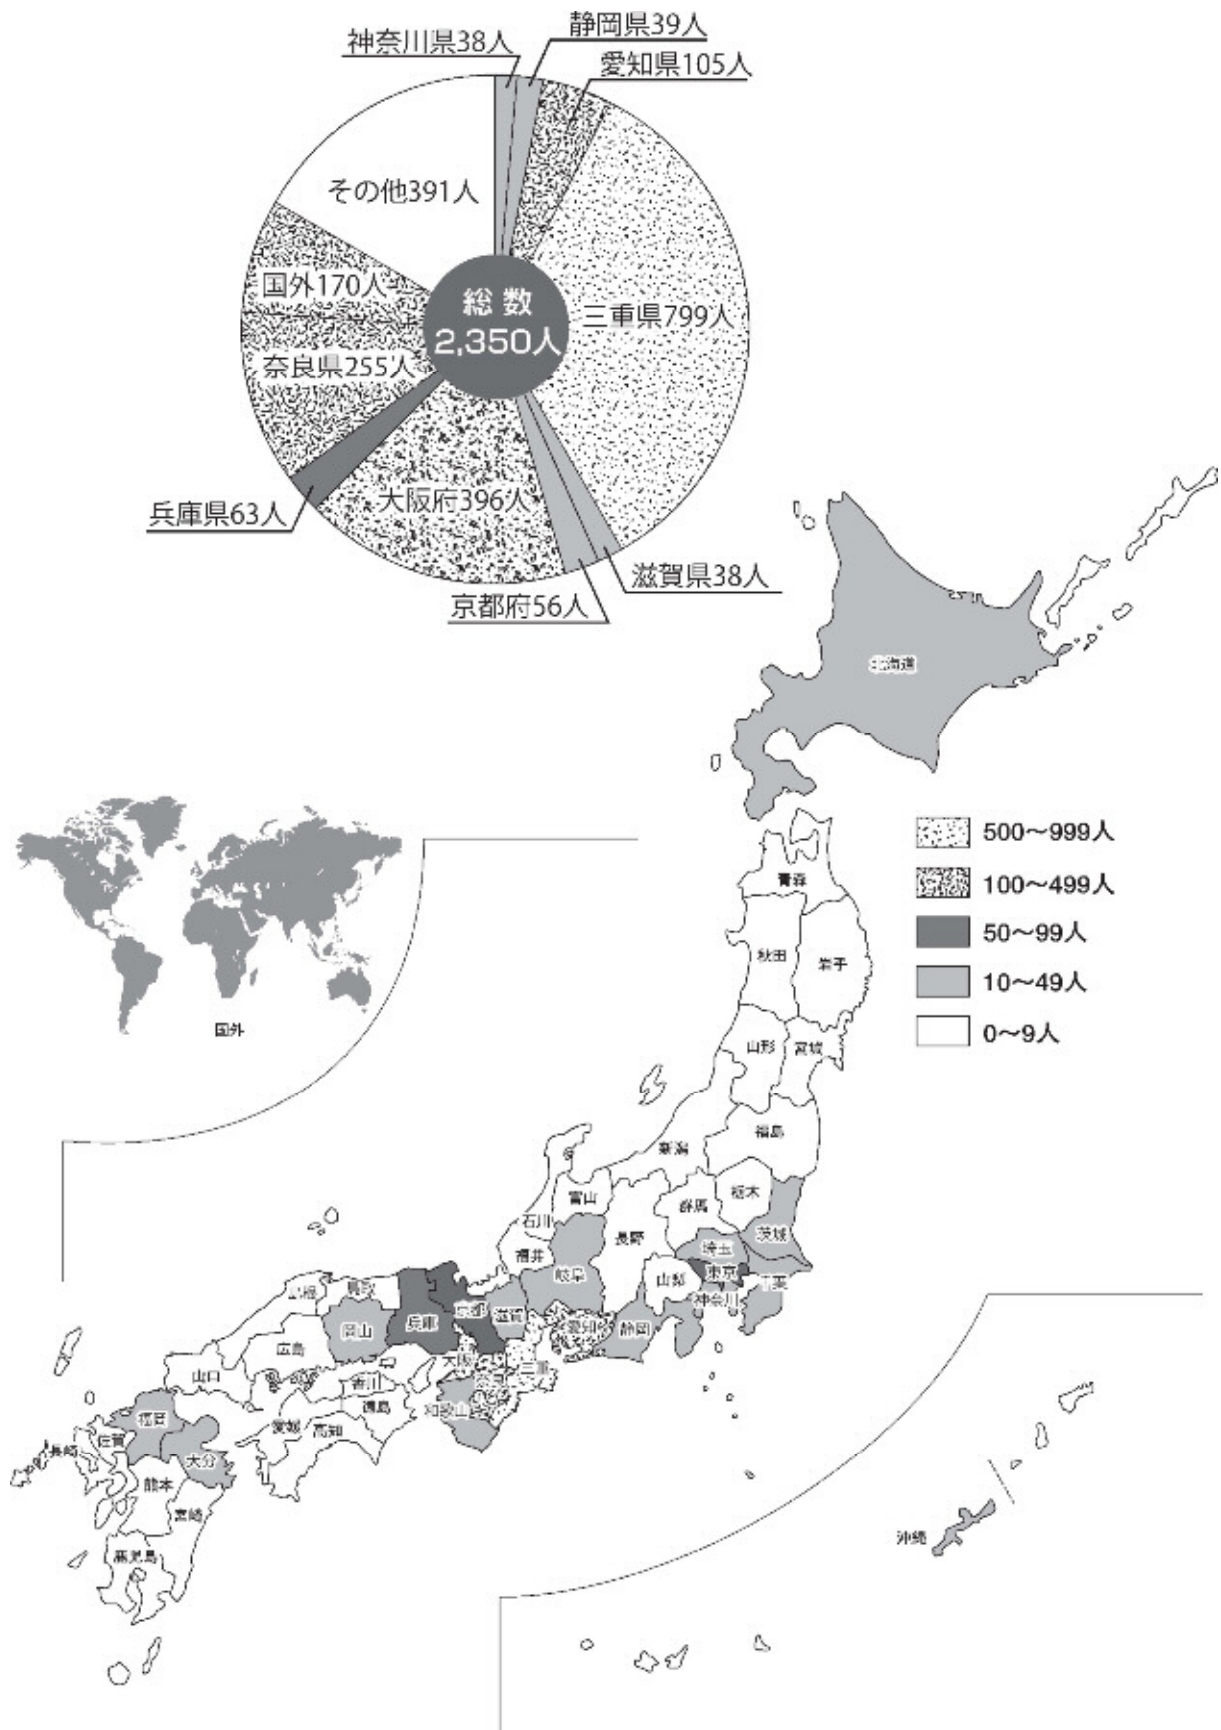 神奈川県38人
静岡県39人
愛知県105人
その他391人
国外170人
総数
2,350人
三重県799人
奈良県255人
兵庫県63人
大阪府396人
滋賀県38人
京都府56人
北海道
500～999人
100～499人
50～99人
10～49人
0～9人
青森
秋田
岩手
国外
山形
宮城
福島
新潟
栃木
群馬
富山
石川
長野
茨城
埼玉
福井
岐阜
東京
山梨
千葉
神奈川
島根
鳥取
兵庫
京都
滋賀
愛知
静岡
岡山
広島
大阪
奈良
三重
山口
香川
徳島
和歌山
愛媛
高知
福岡
佐賀
長崎
大分
熊本
宮崎
鹿児島
沖縄